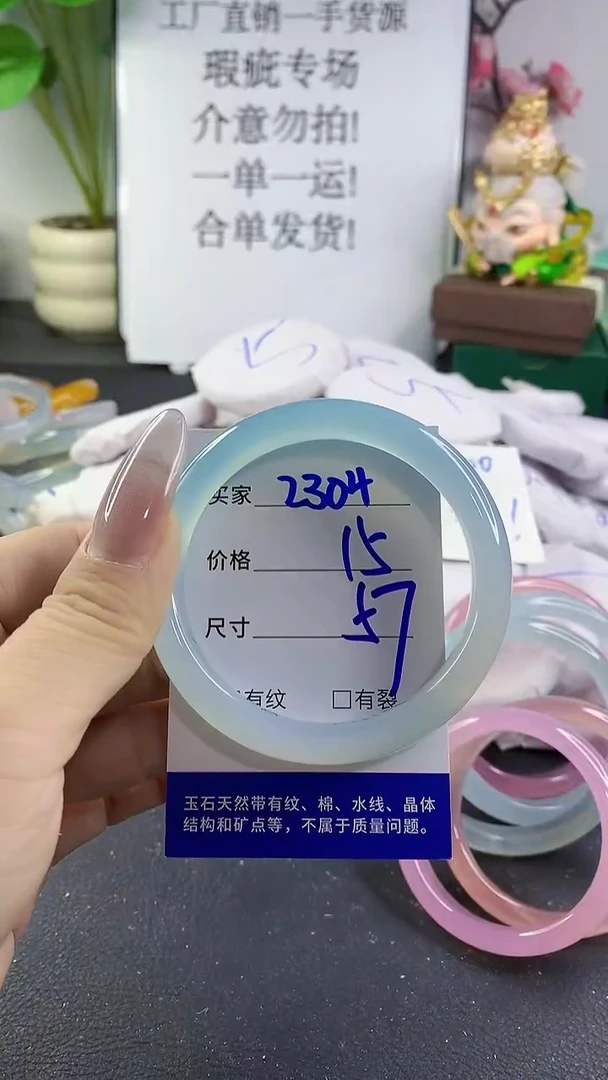 工厂直销一手货源
瑕疵专场
介意勿拍!
一单一运!
合单发货!
买家 2304
价格 15
尺寸 57
有纹 □有裂
玉石天然带有纹、棉、水线、晶体
结构和矿点等，不属于质量问题。